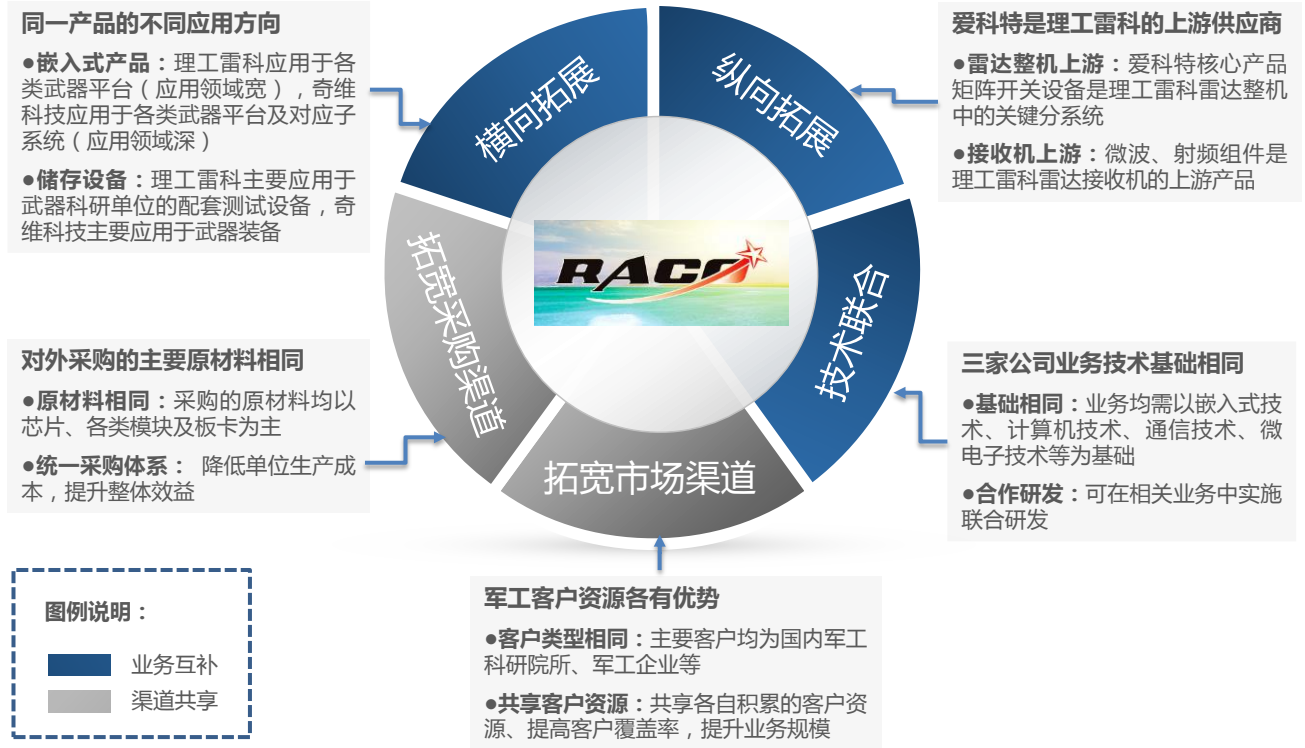 同一产品的不同应用方向
●嵌入式产品：理工雷科应用于各
类武器平台（应用领域宽），奇维
科技应用于各类武器平台及对应子
系统（应用领域深）
●储存设备：理工雷科主要应用于
武器科研单位的配套测试设备，奇
维科技主要应用于武器装备
横向拓展
纵向拓展
爱科特是理工雷科的上游供应商
●雷达整机上游：爱科特核心产品
矩阵开关设备是理工雷科雷达整机
中的关键分系统
●接收机上游：微波、射频组件是
理工雷科雷达接收机的上游产品
RACO
拓宽采购渠道
技术联合
对外采购的主要原材料相同
●原材料相同：采购的原材料均以
芯片、各类模块及板卡为主
●统一采购体系： 降低单位生产成
本，提升整体效益
三家公司业务技术基础相同
●基础相同：业务均需以嵌入式技
术、计算机技术、通信技术、微
电子技术等为基础
●合作研发：可在相关业务中实施
联合研发
拓宽市场渠道
军工客户资源各有优势
●客户类型相同：主要客户均为国内军工
科研院所、军工企业等
●共享客户资源：共享各自积累的客户资
源、提高客户覆盖率，提升业务规模
图例说明：
业务互补
渠道共享